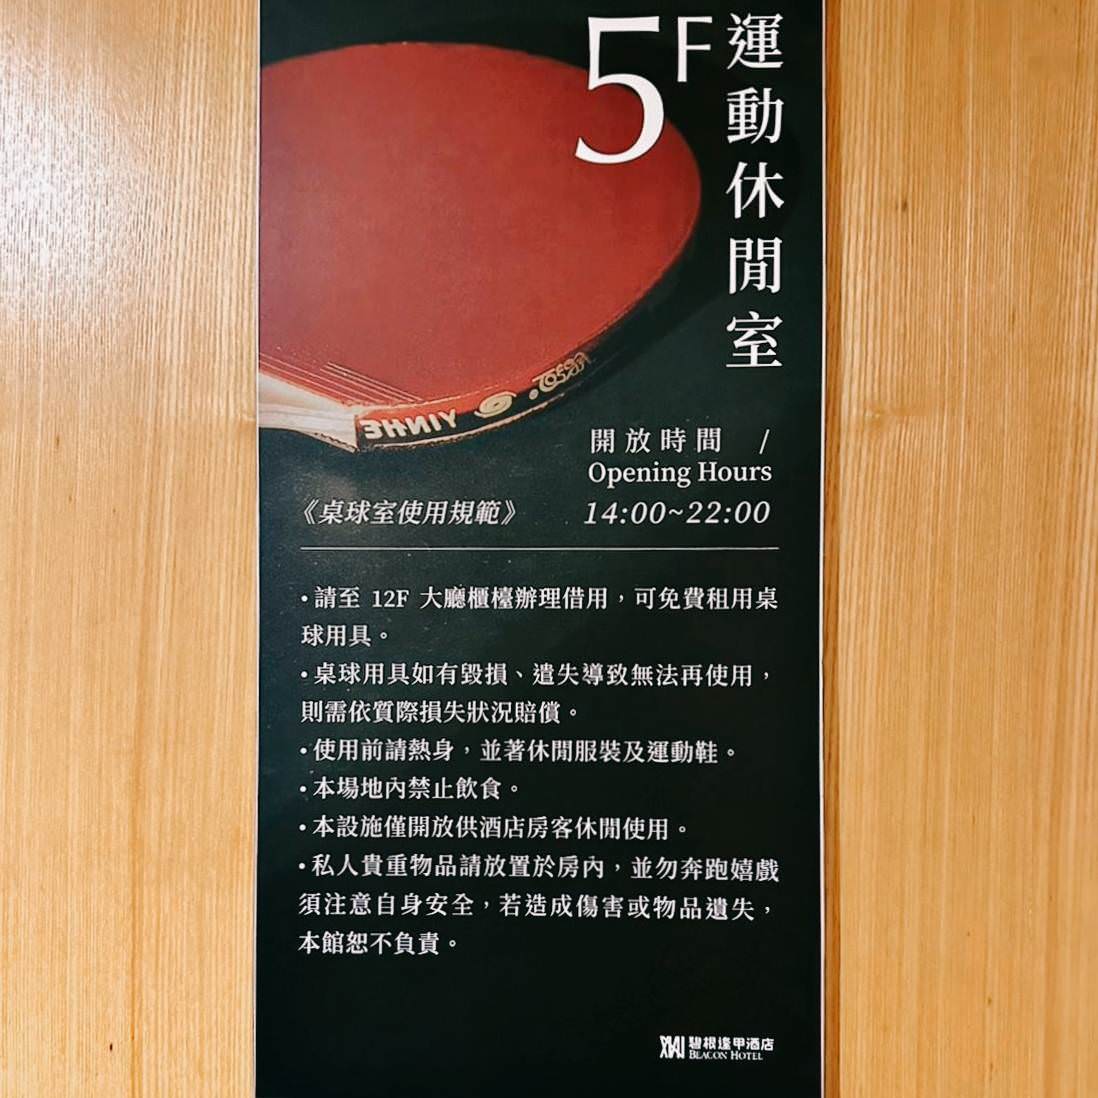 5F
運動休閒室
開放時間 /
Opening Hours
14:00~22:00
《桌球室使用規範》
•請至 12F 大廳櫃檯辦理借用，可免費租用桌
球用具。
•桌球用具如有毀損、遺失導致無法再使用，
則需依質際損失狀況賠償。
•使用前請熱身，並著休閒服裝及運動鞋。
•本場地內禁止飲食。
•本設施僅開放供酒店房客休閒使用。
•私人貴重物品請放置於房內，並勿奔跑嬉戲
須注意自身安全，若造成傷害或物品遺失，
本館恕不負責。
駿根逢甲酒店
BEACON HOTEL